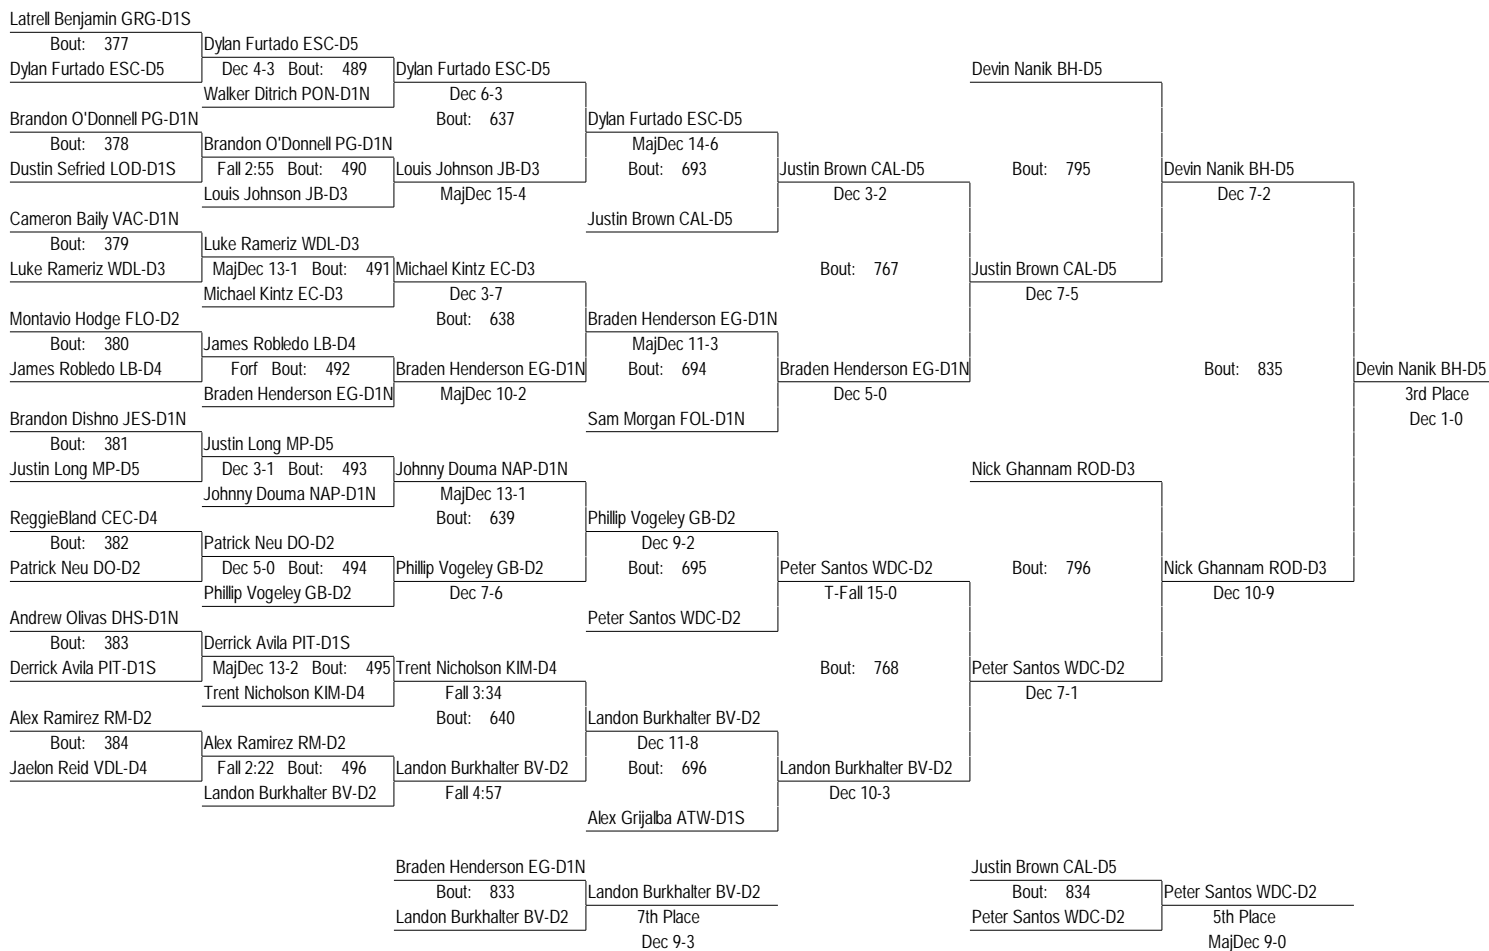 Latrell Benjamin GRG-D1S
Bout: 377 Dylan Furtado ESC-D5
Dylan Furtado ESC-D5 Dec 4-3 Bout: 489 Dylan Furtado ESC-D5 Devin Nanik BH-D5
Walker Ditrich PON-D1N Dec 6-3
Brandon O'Donnell PG-D1N Bout: 637 Dylan Furtado ESC-D5
Bout: 378 Brandon O'Donnell PG-D1N MajDec 14-6
Dustin Sefried LOD-D1S Fall 2:55 Bout: 490 Louis Johnson JB-D3 Bout: 693 Justin Brown CAL-D5 Bout: 795 Devin Nanik BH-D5
Louis Johnson JB-D3 MajDec 15-4 Dec 3-2 Dec 7-2
Cameron Baily VAC-D1N Justin Brown CAL-D5
Bout: 379 Luke Rameriz WDL-D3
Luke Rameriz WDL-D3 MajDec 13-1 Bout: 491 Michael Kintz EC-D3 Bout: 767 Justin Brown CAL-D5
Michael Kintz EC-D3 Dec 3-7 Dec 7-5
Montavio Hodge FLO-D2 Bout: 638 Braden Henderson EG-D1N
Bout: 380 James Robledo LB-D4 MajDec 11-3
James Robledo LB-D4 Forf Bout: 492 Braden Henderson EG-D1N Bout: 694 Braden Henderson EG-D1N Bout: 835 Devin Nanik BH-D5
Braden Henderson EG-D1N MajDec 10-2 Dec 5-0 3rd Place
Brandon Dishno JES-D1N Sam Morgan FOL-D1N Dec 1-0
Bout: 381 Justin Long MP-D5
Justin Long MP-D5 Dec 3-1 Bout: 493 Johnny Douma NAP-D1N Nick Ghannam ROD-D3
Johnny Douma NAP-D1N MajDec 13-1
ReggieBland CEC-D4 Bout: 639 Phillip Vogeley GB-D2
Bout: 382 Patrick Neu DO-D2 Dec 9-2
Patrick Neu DO-D2 Dec 5-0 Bout: 494 Phillip Vogeley GB-D2 Bout: 695 Peter Santos WDC-D2 Bout: 796 Nick Ghannam ROD-D3
Phillip Vogeley GB-D2 Dec 7-6 T-Fall 15-0 Dec 10-9
Andrew Olivas DHS-D1N Peter Santos WDC-D2
Bout: 383 Derrick Avila PIT-D1S
Derrick Avila PIT-D1S MajDec 13-2 Bout: 495 Trent Nicholson KIM-D4 Bout: 768 Peter Santos WDC-D2
Trent Nicholson KIM-D4 Fall 3:34 Dec 7-1
Alex Ramirez RM-D2 Bout: 640 Landon Burkhalter BV-D2
Bout: 384 Alex Ramirez RM-D2 Dec 11-8
Jaelon Reid VDL-D4 Fall 2:22 Bout: 496 Landon Burkhalter BV-D2 Bout: 696 Landon Burkhalter BV-D2
Landon Burkhalter BV-D2 Fall 4:57 Dec 10-3
Alex Grijalba ATW-D1S
Braden Henderson EG-D1N Justin Brown CAL-D5
Bout: 833 Landon Burkhalter BV-D2 Bout: 834 Peter Santos WDC-D2
Landon Burkhalter BV-D2 7th Place Peter Santos WDC-D2 5th Place
Dec 9-3 MajDec 9-0